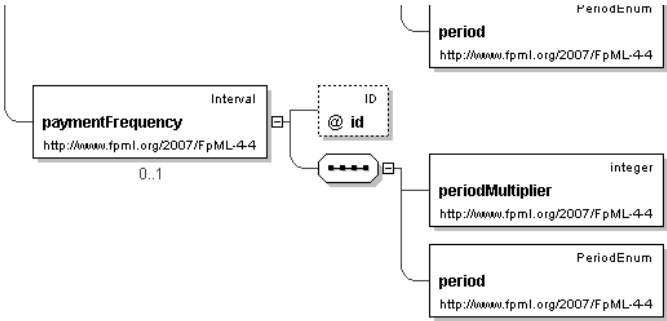 PeriodEnum
period
http://www.fpml.org/2007/FpML-4-4
Interval
paymentFrequency
http://www.fpml.org/2007/FpML-4-4
0..1
ID
@ id
integer
periodMultiplier
http://www.fpml.org/2007/FpML-4-4
PeriodEnum
period
http://www.fpml.org/2007/FpML-4-4